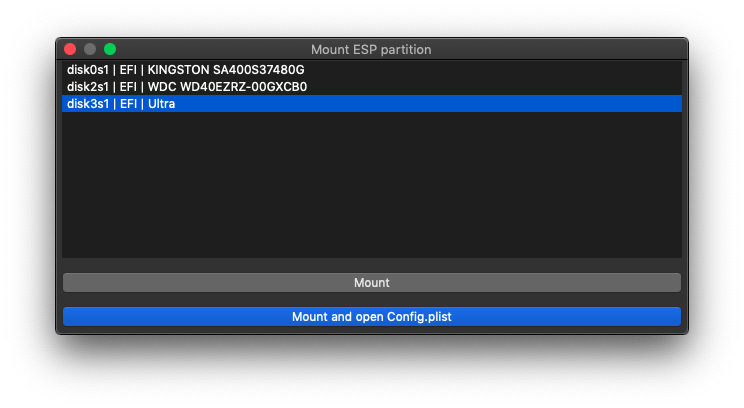 Mount ESP partition
disk0s1 | EFI | KINGSTON SA400S37480G
disk2s1 | EFI | WDC WD40EZRZ-00GXCB0
disk3s1 | EFI | Ultra
Mount
Mount and open Config.plist